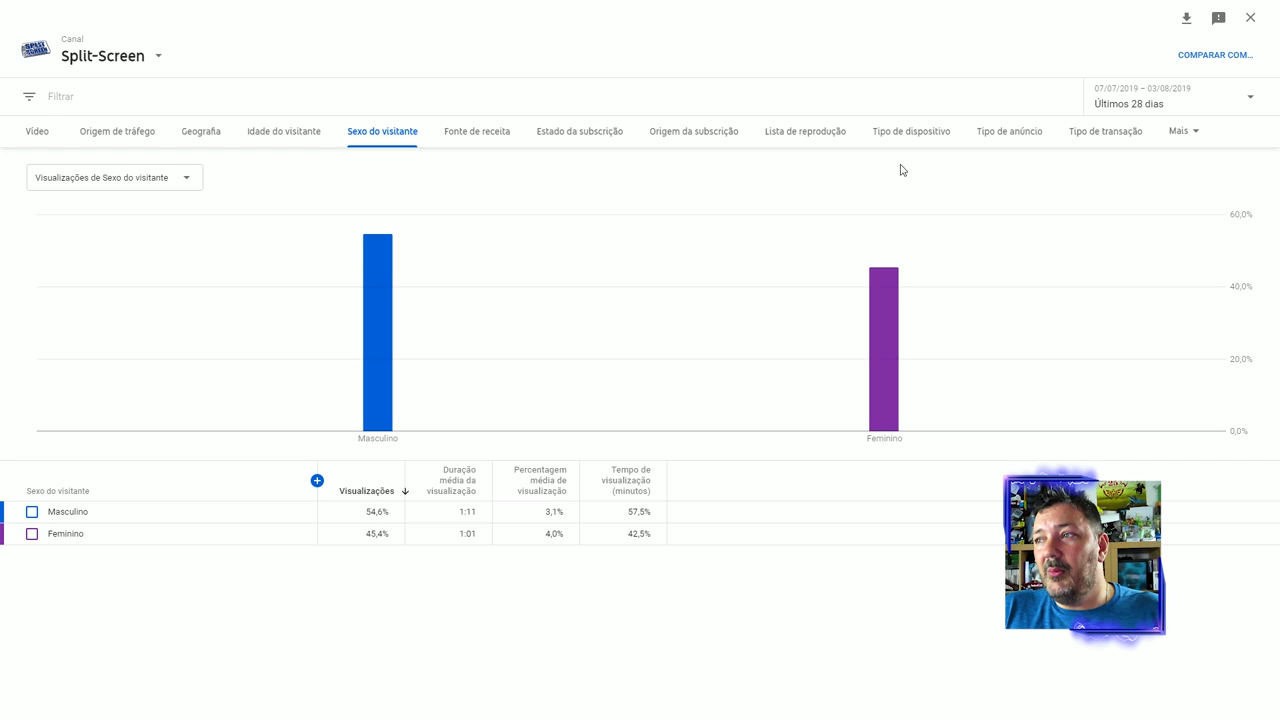 Canal
SPLIT SCREEN
Split-Screen
COMPARAR COM...
Filtrar
07/07/2019 – 03/08/2019
Últimos 28 dias
Vídeo Origem de tráfego Geografia Idade do visitante Sexo do visitante Fonte de receita Estado da subscrição Origem da subscrição Lista de reprodução Tipo de dispositivo Tipo de anúncio Tipo de transação Mais
Visualizações de Sexo do visitante
60,0%
40,0%
20,0%
0,0%
Masculino Feminino
Sexo do visitante
Visualizações
Duração
média da
visualização
Percentagem
média de
visualização
Tempo de
visualização
(minutos)
Masculino 54,6% 1:11 3,1% 57,5%
Feminino 45,4% 1:01 4,0% 42,5%